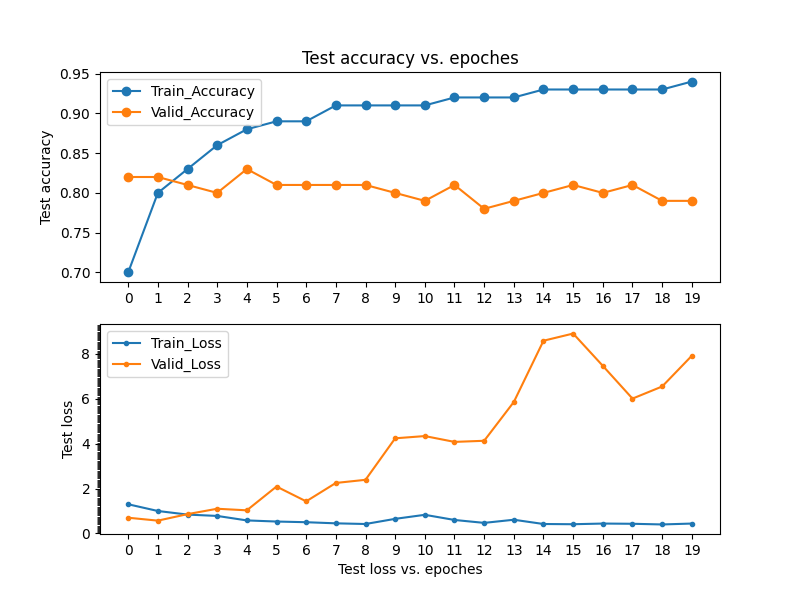 Test accuracy vs. epoches
Train_Accuracy
Valid_Accuracy
Test accuracy
0.95
0.90
0.85
0.80
0.75
0.70
0 1 2 3 4 5 6 7 8 9 10 11 12 13 14 15 16 17 18 19
Train_Loss
Valid_Loss
Test loss
8
6
4
2
0
0 1 2 3 4 5 6 7 8 9 10 11 12 13 14 15 16 17 18 19
Test loss vs. epoches